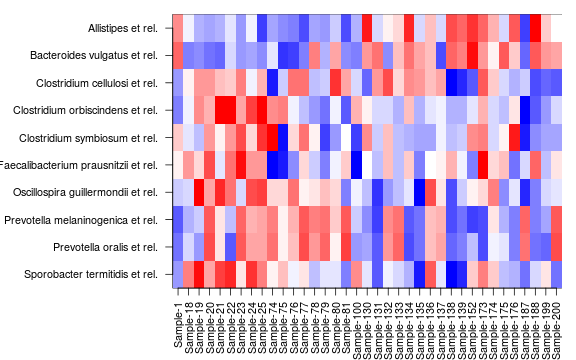 Allistipes et rel.
Bacteroides vulgatus et rel.
Clostridium cellulosi et rel.
Clostridium orbiscindens et rel.
Clostridium symbiosum et rel.
Faecalibacterium prausnitzii et rel.
Oscillospira guillermondii et rel.
Prevotella melaninogenica et rel.
Prevotella oralis et rel.
Sporobacter termitidis et rel.
Sample-1
Sample-18
Sample-19
Sample-20
Sample-21
Sample-22
Sample-23
Sample-24
Sample-25
Sample-74
Sample-75
Sample-76
Sample-77
Sample-78
Sample-79
Sample-80
Sample-81
Sample-100
Sample-130
Sample-131
Sample-132
Sample-133
Sample-134
Sample-135
Sample-136
Sample-137
Sample-138
Sample-139
Sample-152
Sample-173
Sample-174
Sample-175
Sample-176
Sample-187
Sample-188
Sample-199
Sample-200